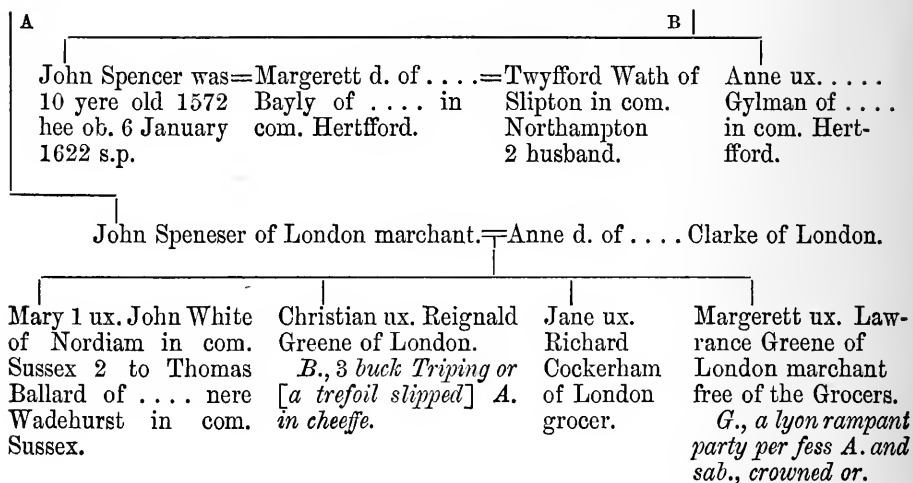 A
B
John Spencer was=Margerett d. of . . . .=Twyfford Wath of
10 yere old 1572
hee ob. 6 January
1622 s.p.
Bayly of . . . . in
com. Hertfford.
Slipton in com.
Northampton
2 husband.
Anne ux. . . . .
Gylman of . . . .
in com. Hert-
fford.
John Speneser of London marchant.=Anne d. of . . . . Clarke of London.
Mary 1 ux. John White
of Nordiam in com.
Sussex 2 to Thomas
Ballard of . . . . nere
Wadehurst in com.
Sussex.
Christian ux. Reignald
Greene of London.
B., 3 buck Triping or
[a trefoil slipped] A.
in cheeffe.
Jane ux.
Richard
Cockerham
of London
grocer.
Margerett ux. Law-
rance Greene of
London marchant
free of the Grocers.
G., a lyon rampant
party per fess A. and
sab., crowned or.